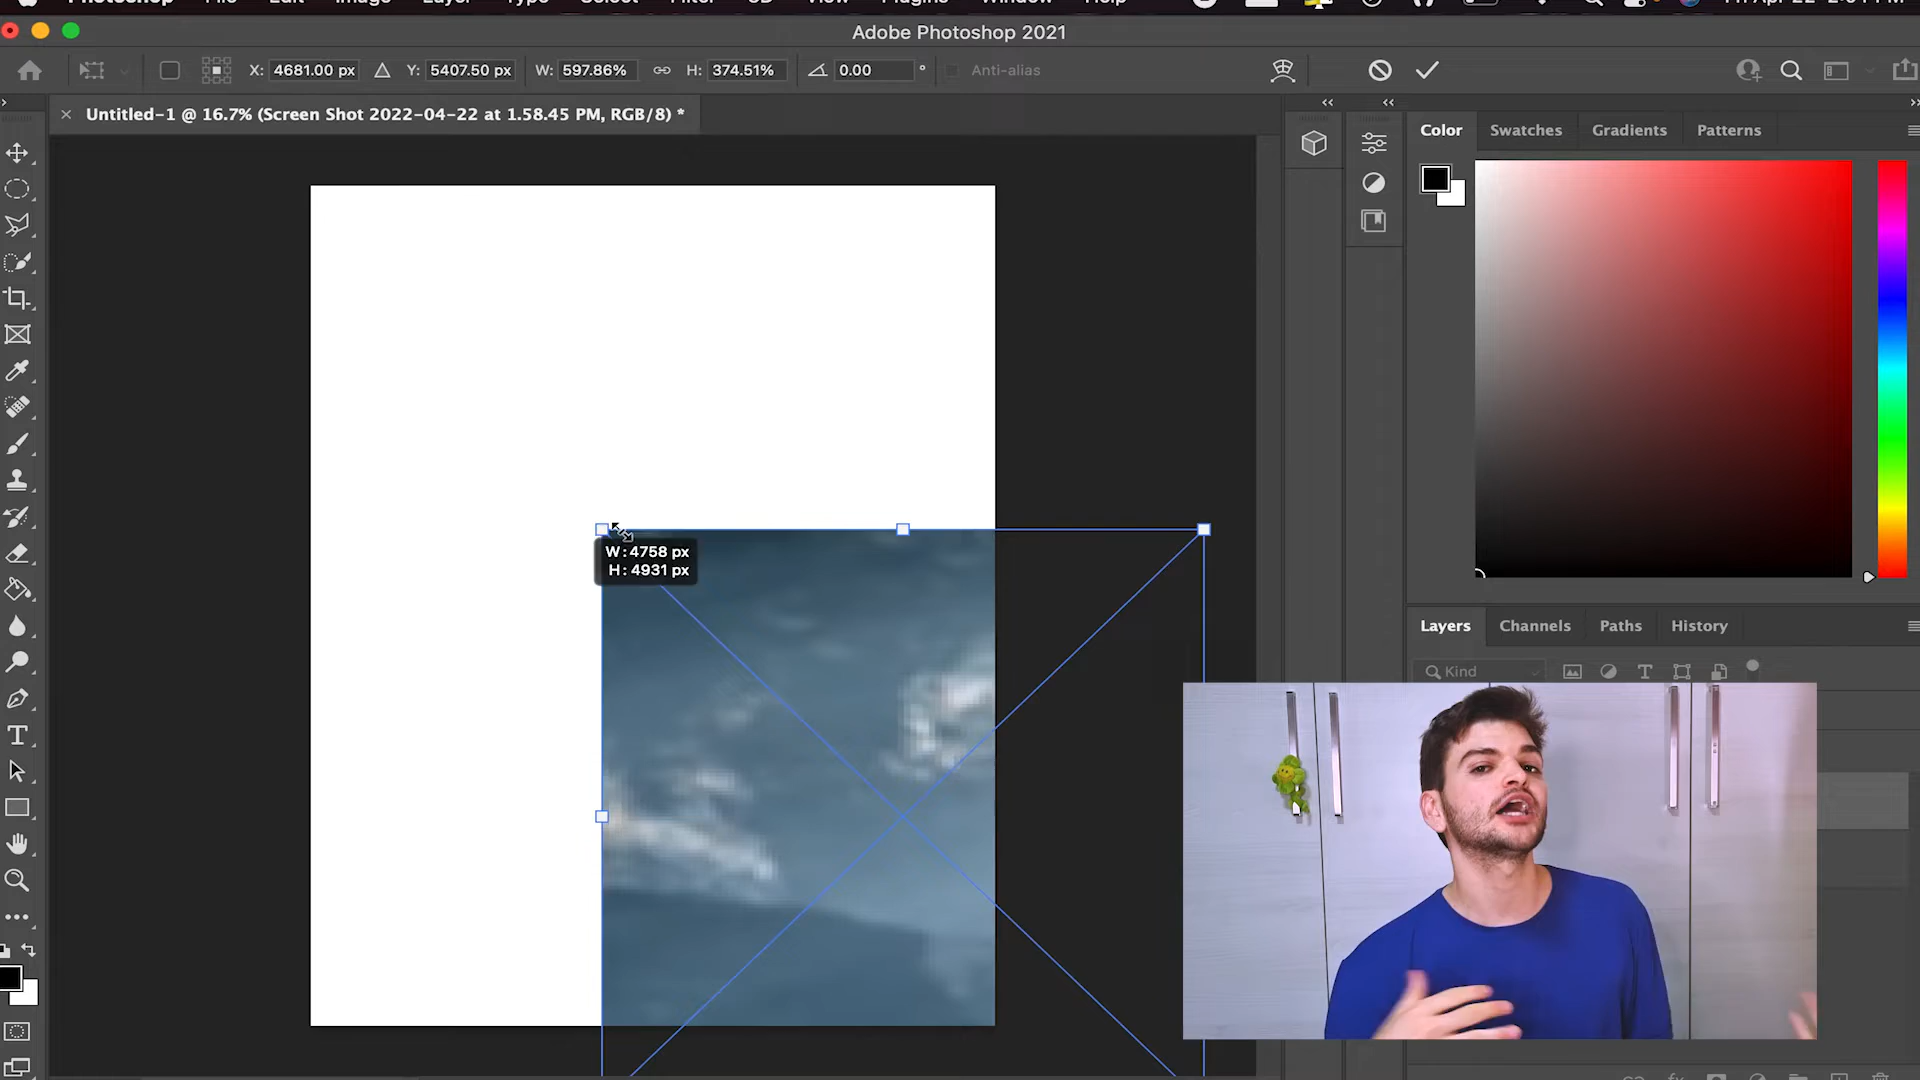 Photoshop File Edit Image Layer Type Select Filter 3D View Plugins Window Help
Adobe Photoshop 2021
X: 4681.00 px Y: 5407.50 px W: 597.86% H: 374.51% 0.00 ° Anti-alias
Untitled-1 @ 16.7% (Screen Shot 2022-04-22 at 1.58.45 PM, RGB/8) *
Color Swatches Gradients Patterns
W: 4758 px
H: 4931 px
Layers Channels Paths History
Kind